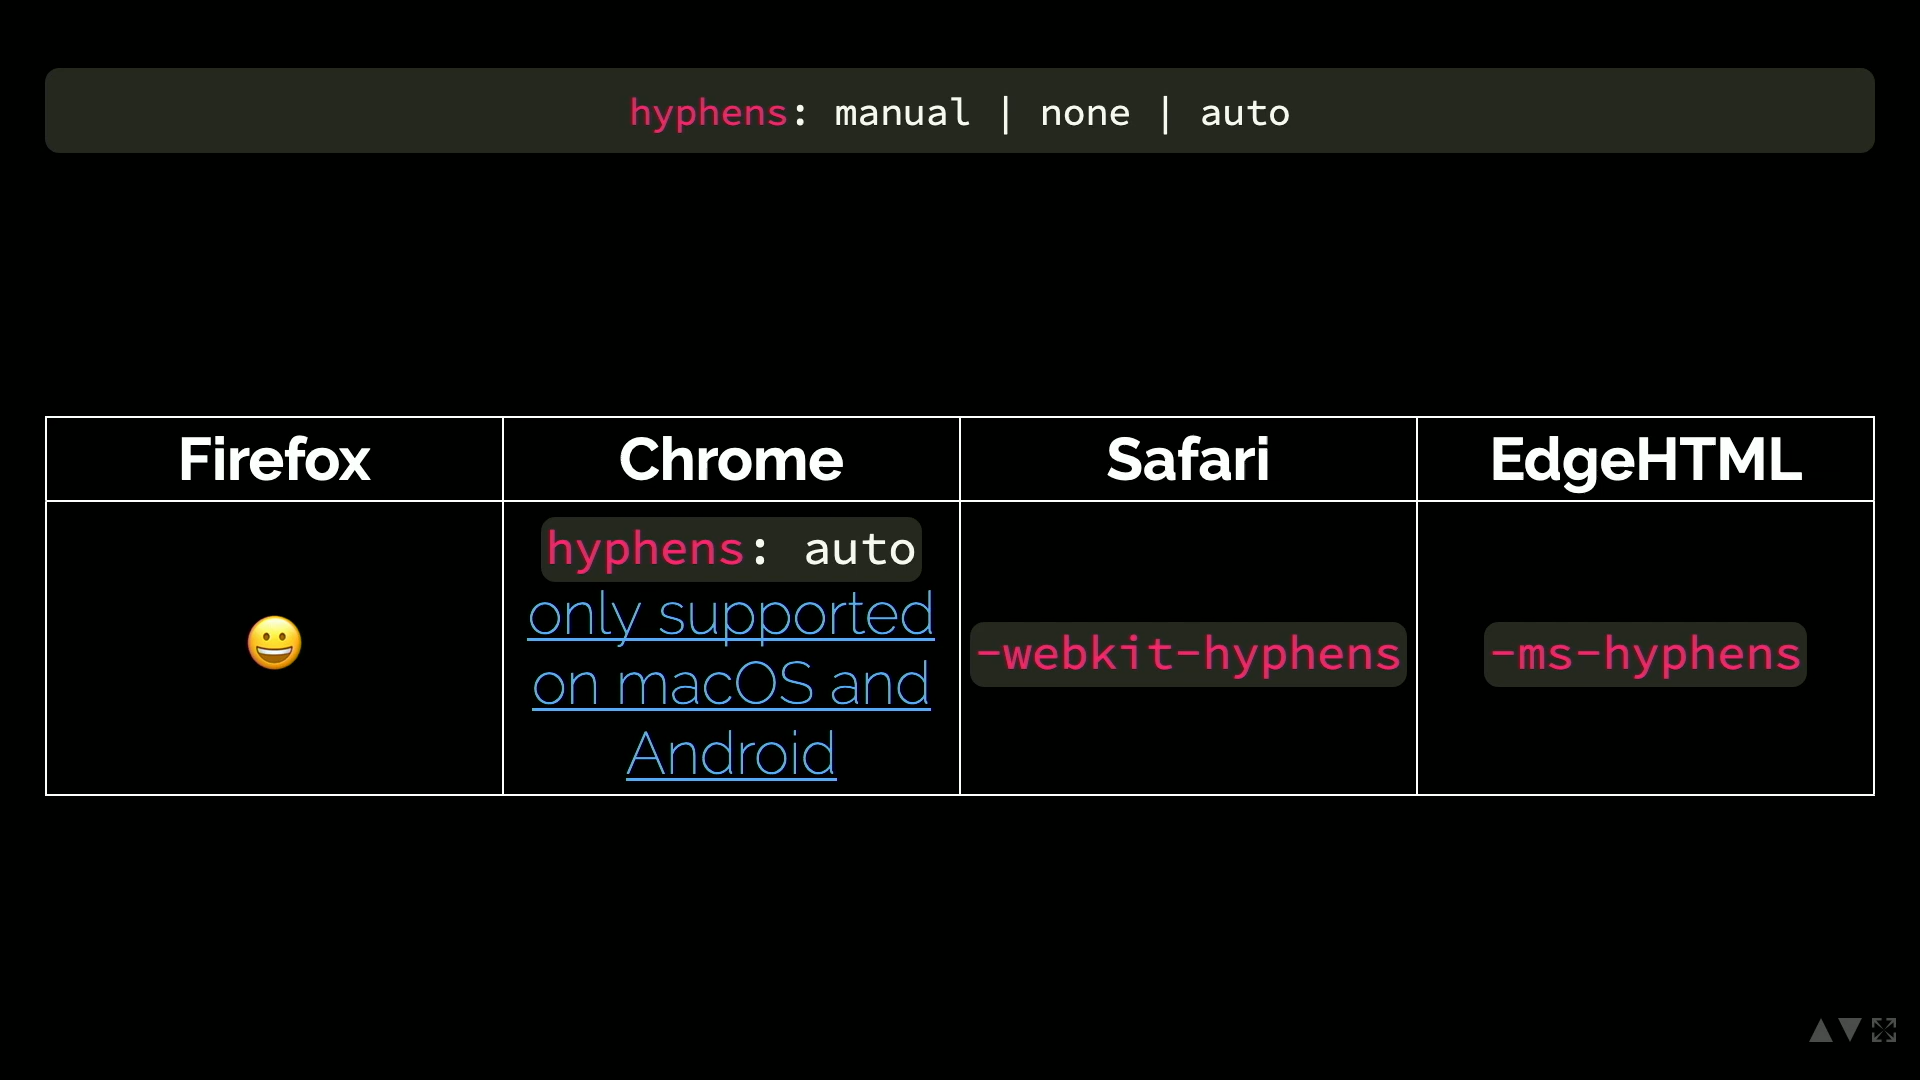 hyphens: manual | none | auto
Firefox Chrome Safari EdgeHTML
😀
hyphens: auto
only supported
on macOS and
Android
-webkit-hyphens
-ms-hyphens